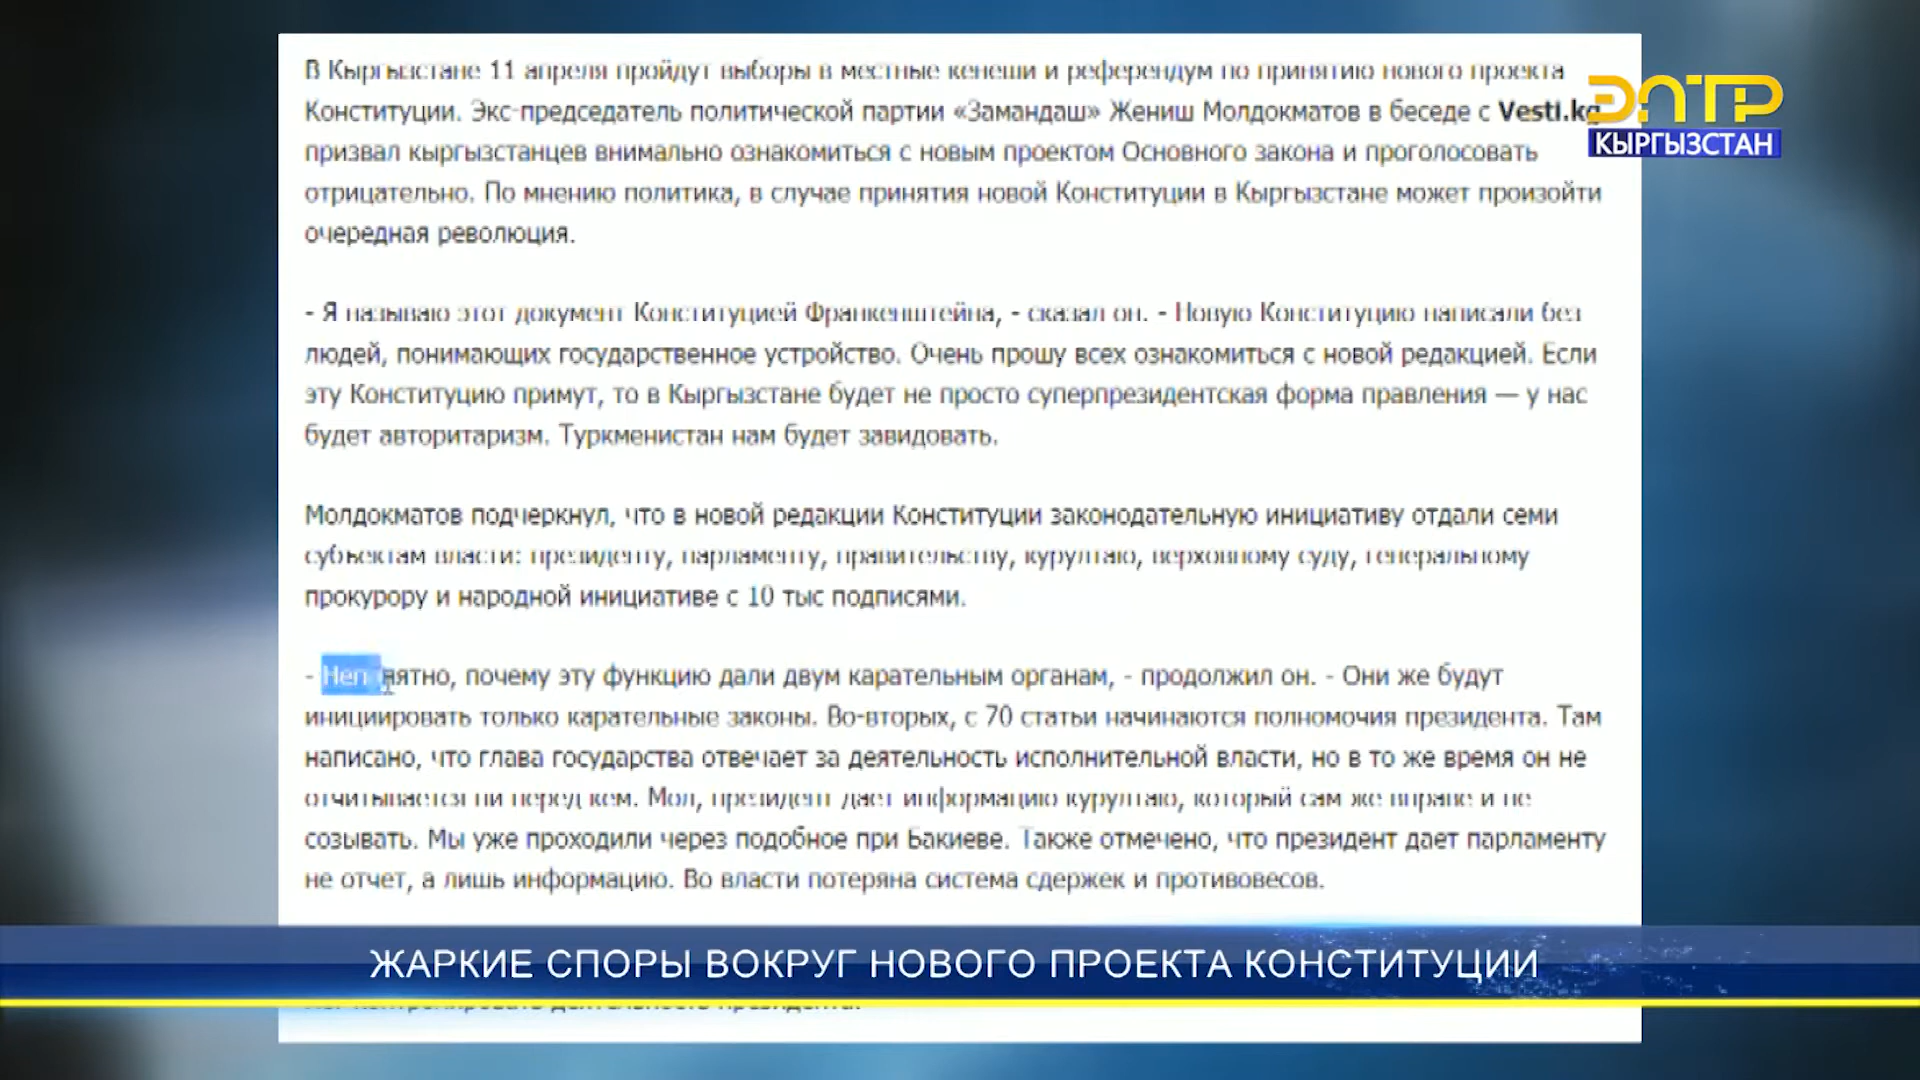 В Кыргызстане 11 апреля пройдут выборы в местные кенеши и референдум по принятию нового проекта
Конституции. Экс-председатель политической партии «Замандаш» Жениш Молдокматов в беседе с Vesti.kg
призвал кыргызстанцев внимально ознакомиться с новым проектом Основного закона и проголосовать
отрицательно. По мнению политика, в случае принятия новой Конституции в Кыргызстане может произойти
очередная революция.
- Я называю этот документ Конституцией Франкенштейна, - сказал он. - Новую Конституцию написали без
людей, понимающих государственное устройство. Очень прошу всех ознакомиться с новой редакцией. Если
эту Конституцию примут, то в Кыргызстане будет не просто суперпрезидентская форма правления — у нас
будет авторитаризм. Туркменистан нам будет завидовать.
Молдокматов подчеркнул, что в новой редакции Конституции законодательную инициативу отдали семи
субъектам власти: президенту, парламенту, правительству, курултаю, верховному суду, генеральному
прокурору и народной инициативе с 10 тыс подписями.
- Непонятно, почему эту функцию дали двум карательным органам, - продолжил он. - Они же будут
инициировать только карательные законы. Во-вторых, с 70 статьи начинаются полномочия президента. Там
написано, что глава государства отвечает за деятельность исполнительной власти, но в то же время он не
отчитывается ни перед кем. Мол, президент дает информацию курултаю, который сам же вправе и не
созывать. Мы уже проходили через подобное при Бакиеве. Также отмечено, что президент дает парламенту
не отчет, а лишь информацию. Во власти потеряна система сдержек и противовесов.
ЭЛТР
КЫРГЫЗСТАН
ЖАРКИЕ СПОРЫ ВОКРУГ НОВОГО ПРОЕКТА КОНСТИТУЦИИ